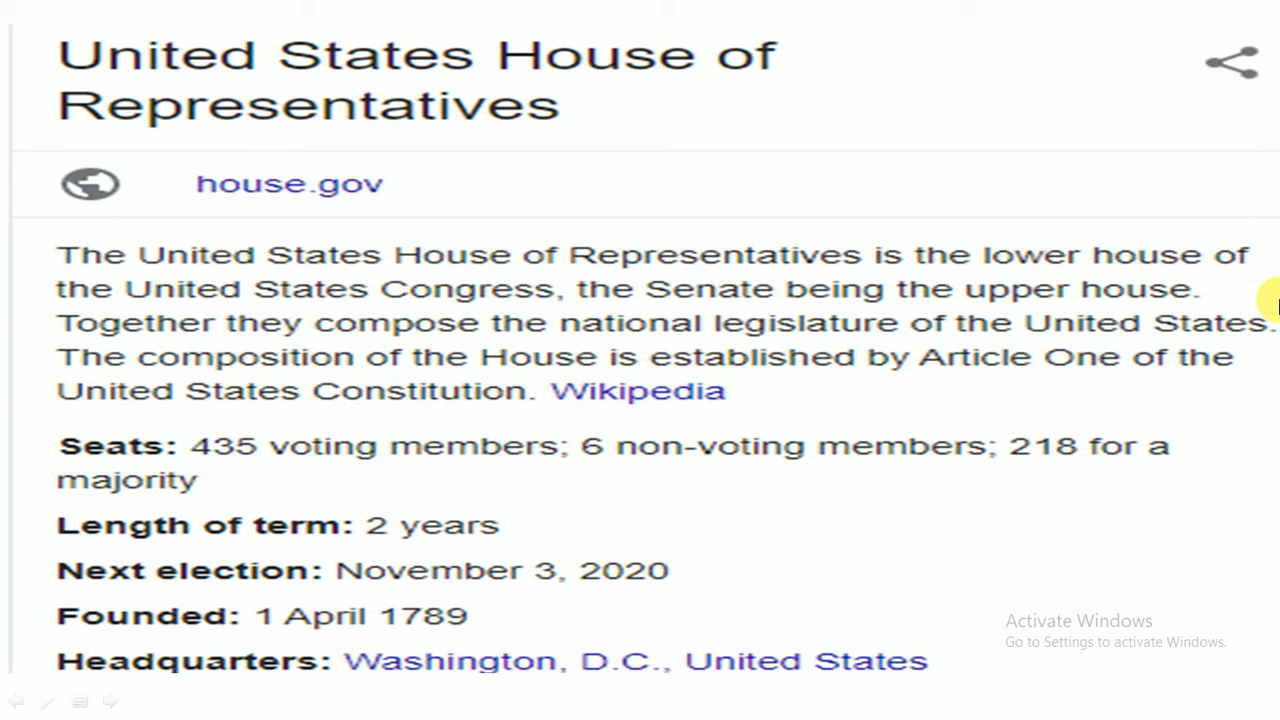 United States House of
Representatives
house.gov
The United States House of Representatives is the lower house of
the United States Congress, the Senate being the upper house.
Together they compose the national legislature of the United States.
The composition of the House is established by Article One of the
United States Constitution. Wikipedia
Seats: 435 voting members; 6 non-voting members; 218 for a
majority
Length of term: 2 years
Next election: November 3, 2020
Founded: 1 April 1789
Headquarters: Washington, D.C., United States
Activate Windows
Go to Settings to activate Windows.